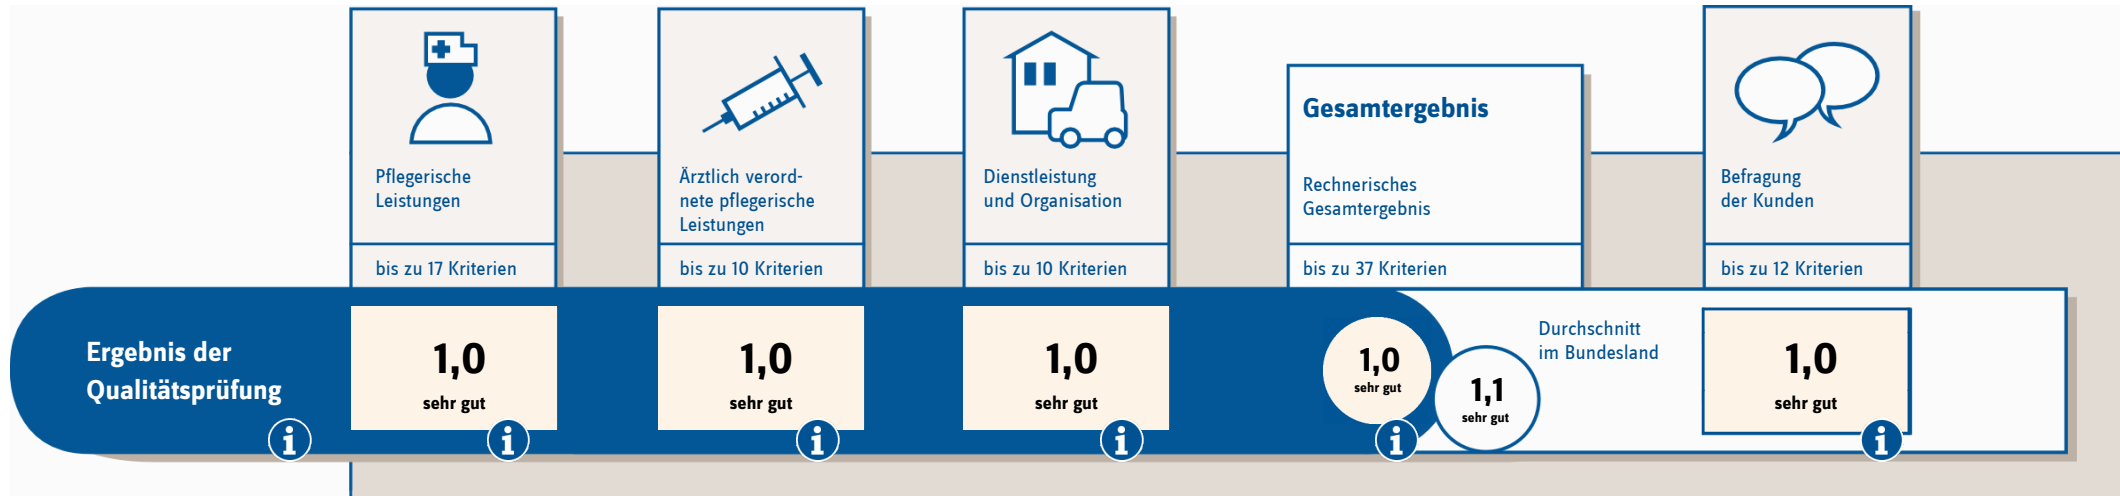 Pflegerische
Leistungen
bis zu 17 Kriterien
Ärztlich verord-
nete pflegerische
Leistungen
bis zu 10 Kriterien
Dienstleistung
und Organisation
bis zu 10 Kriterien
Gesamtergebnis
Rechnerisches
Gesamtergebnis
bis zu 37 Kriterien
Befragung
der Kunden
bis zu 12 Kriterien
Ergebnis der
Qualitätsprüfung
i
1,0
sehr gut
i
1,0
sehr gut
i
1,0
sehr gut
i
1,0
sehr gut
i
1,1
sehr gut
Durchschnitt
im Bundesland
1,0
sehr gut
i